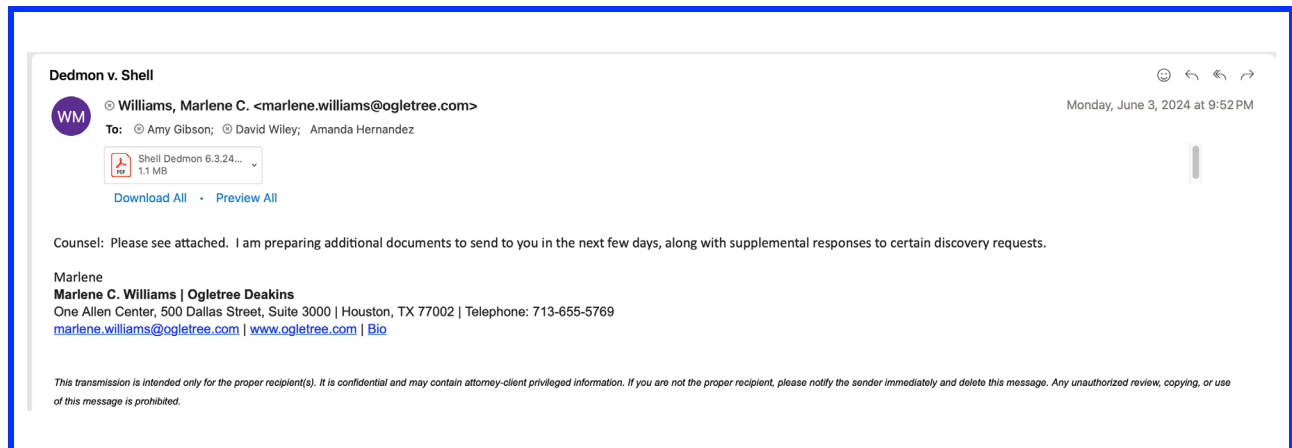 Dedmon v. Shell
WM
Williams, Marlene C. <marlene.williams@ogletree.com>
Monday, June 3, 2024 at 9:52 PM
To: Amy Gibson; David Wiley; Amanda Hernandez
PDF
Shell Dedmon 6.3.24...
1.1 MB
Download All • Preview All
Counsel: Please see attached. I am preparing additional documents to send to you in the next few days, along with supplemental responses to certain discovery requests.
Marlene
Marlene C. Williams | Ogletree Deakins
One Allen Center, 500 Dallas Street, Suite 3000 | Houston, TX 77002 | Telephone: 713-655-5769
marlene.williams@ogletree.com | www.ogletree.com | Bio
This transmission is intended only for the proper recipient(s). It is confidential and may contain attorney-client privileged information. If you are not the proper recipient, please notify the sender immediately and delete this message. Any unauthorized review, copying, or use
of this message is prohibited.